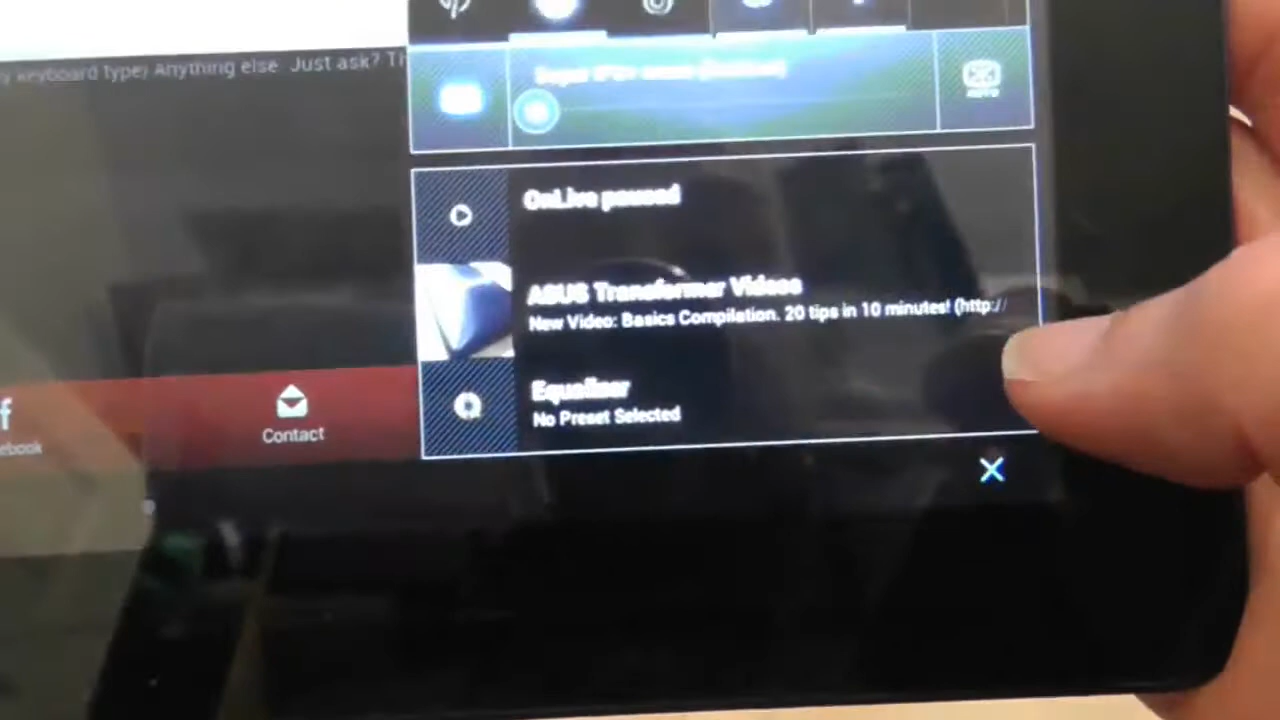 keyboard type) Anything else. Just ask?
AUTO
OnLive paused
ASUS Transformer Videos
New Video: Basics Compilation. 20 tips in 10 minutes! (http://
Equalizer
No Preset Selected
f
ebook
Contact